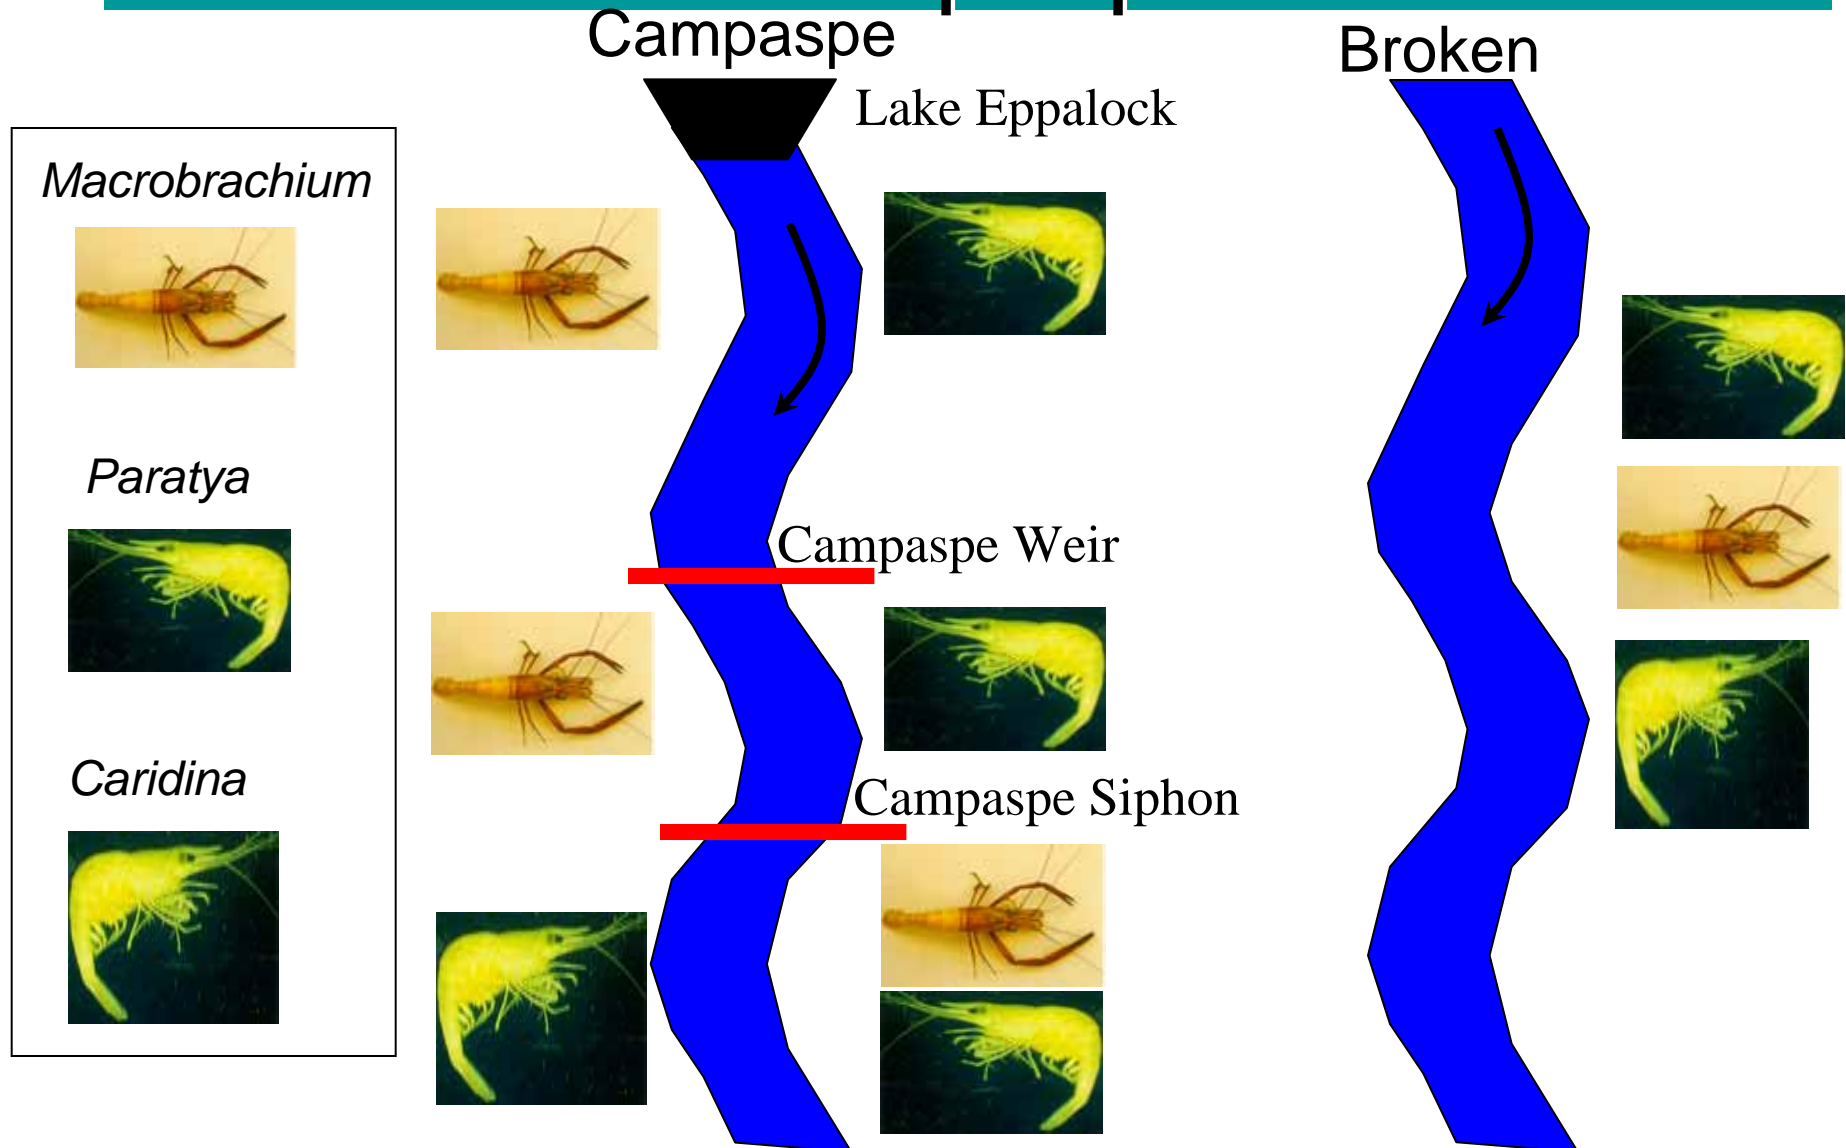 Campaspe
Broken
Lake Eppalock
Macrobrachium
Paratya
Campaspe Weir
Caridina
Campaspe Siphon